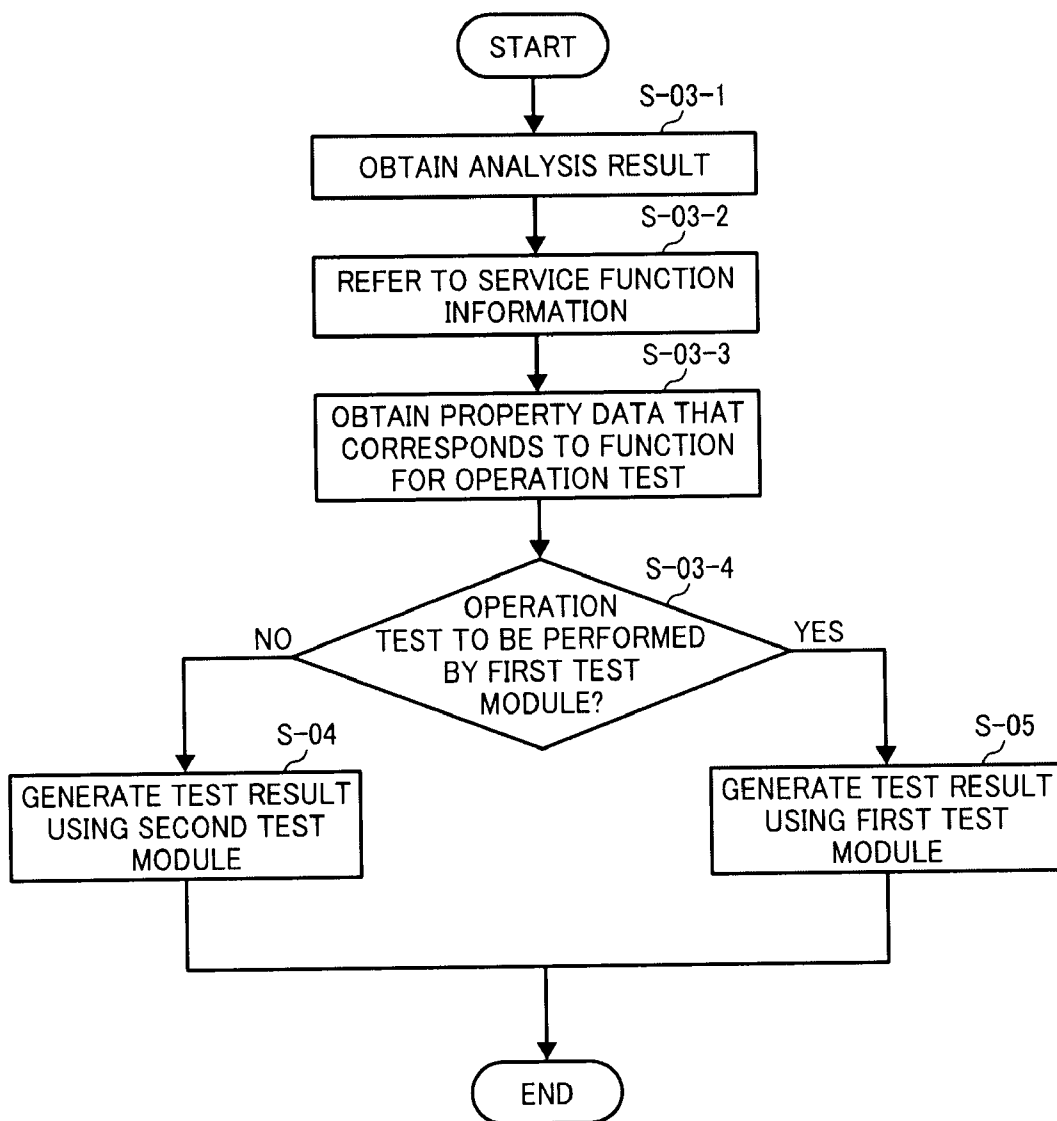 START
S-03-1
OBTAIN ANALYSIS RESULT
S-03-2
REFER TO SERVICE FUNCTION
INFORMATION
S-03-3
OBTAIN PROPERTY DATA THAT
CORRESPONDS TO FUNCTION
FOR OPERATION TEST
S-03-4
OPERATION
TEST TO BE PERFORMED
BY FIRST TEST
MODULE?
NO
YES
S-04
GENERATE TEST RESULT
USING SECOND TEST
MODULE
S-05
GENERATE TEST RESULT
USING FIRST TEST
MODULE
END